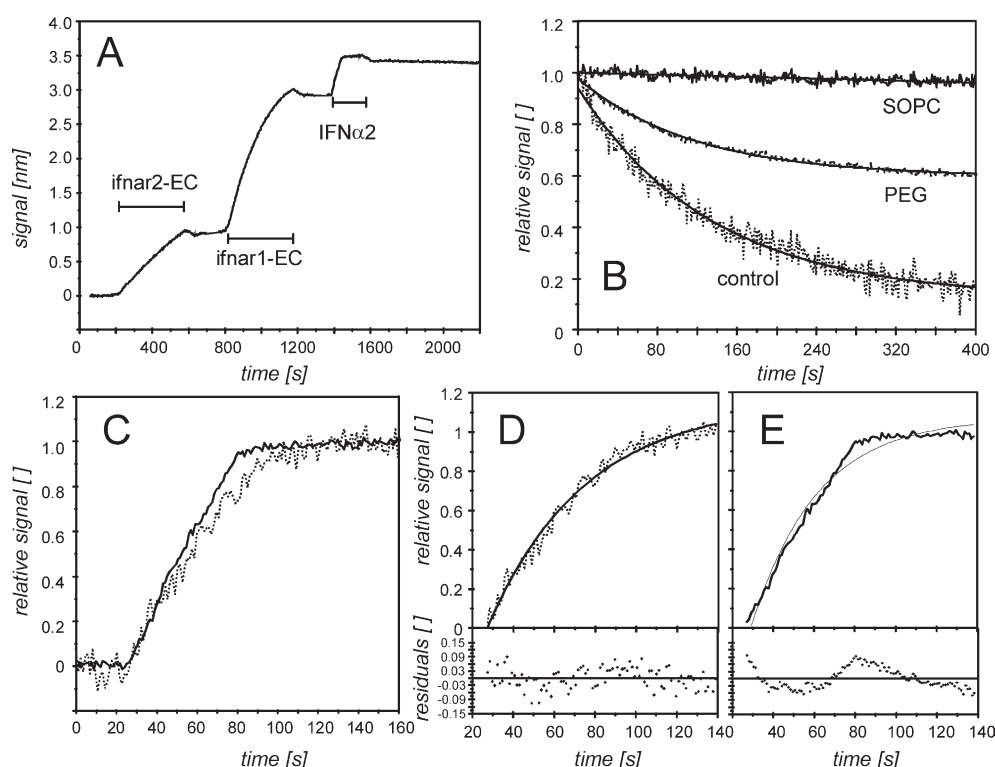 A
signal [nm]
4.0
3.5
3.0
2.5
2.0
1.5
1.0
0.5
0
ifnar2-EC
ifnar1-EC
IFNα2
0 400 800 1200 1600 2000
time [s]
B
relative signal [ ]
1.2
1.0
0.8
0.6
0.4
0.2
0
SOPC
PEG
control
0 80 160 240 320 400
time [s]
C
relative signal [ ]
1.2
1.0
0.8
0.6
0.4
0.2
0
0 20 40 60 80 100 120 140 160
time [s]
D
relative signal [ ]
1.2
1.0
0.8
0.6
0.4
0.2
0
residuals [ ]
0.15
0.09
0.03
-0.03
-0.09
-0.15
20 40 60 80 100 120 140
time [s]
E
20 40 60 80 100 120 140
time [s]